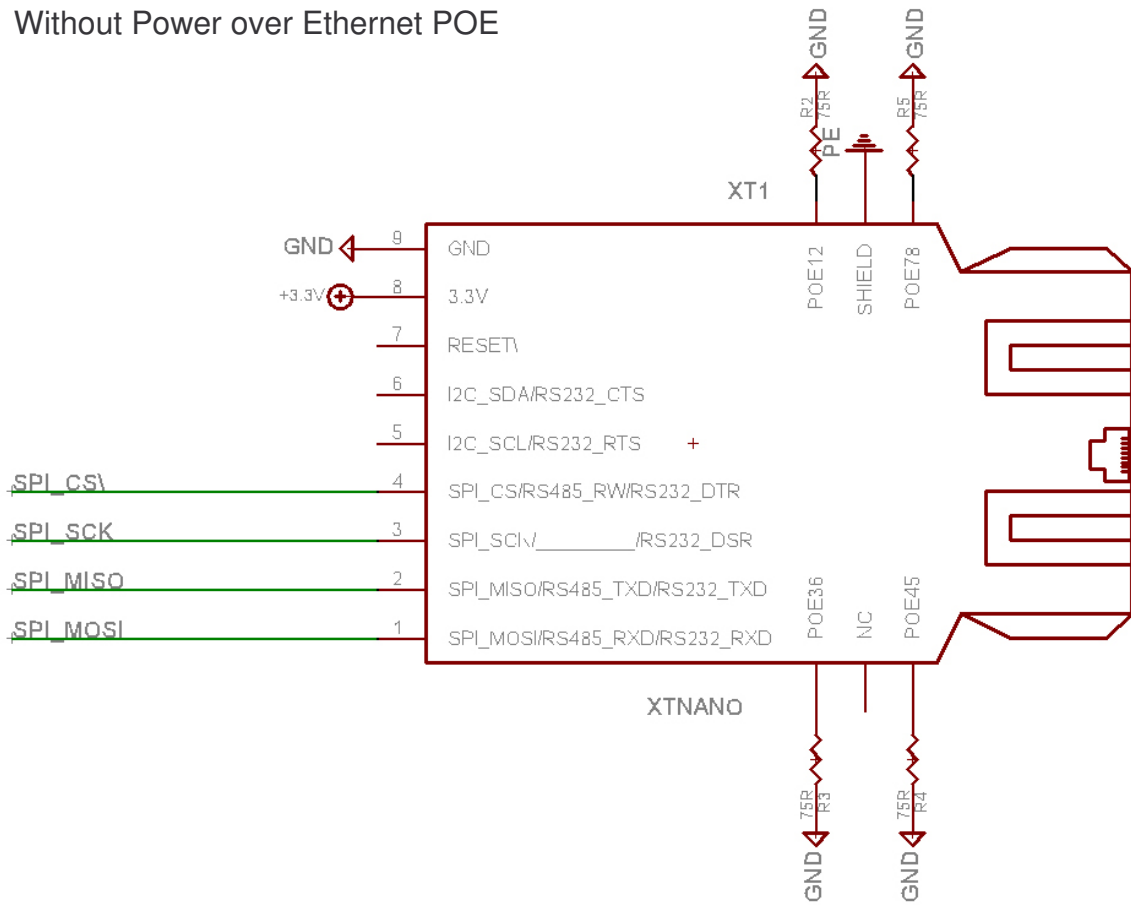 Without Power over Ethernet POE
GND
GND
R2
75R
R5
75R
PE
XT1
GND
9
GND
POE12
SHIELD
POE78
+3.3V
8
3.3V
7
RESET\
6
I2C_SDA/RS232_CTS
5
I2C_SCL/RS232_RTS
SPI_CS\
4
SPI_CS/RS485_RW/RS232_DTR
SPI_SCK
3
SPI_SCK/_________/RS232_DSR
SPI_MISO
2
SPI_MISO/RS485_TXD/RS232_TXD
SPI_MOSI
1
SPI_MOSI/RS485_RXD/RS232_RXD
POE36
NC
POE45
XTNANO
75R
R3
75R
R4
GND
GND